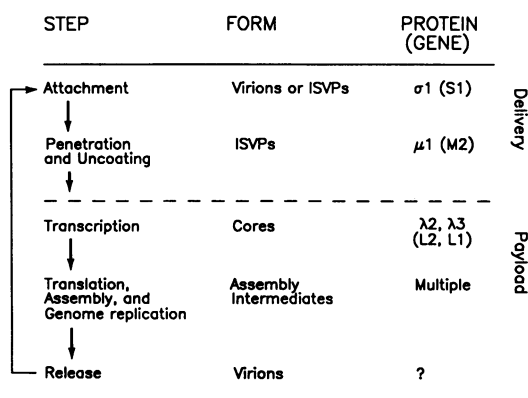 STEP FORM PROTEIN
(GENE)
Attachment Virions or ISVPs σ1 (S1)
Penetration ISVPs μ1 (M2)
and Uncoating
Delivery
Transcription Cores λ2, λ3
(L2, L1)
Translation, Assembly Multiple
Assembly, and Intermediates
Genome replication
Payload
Release Virions ?